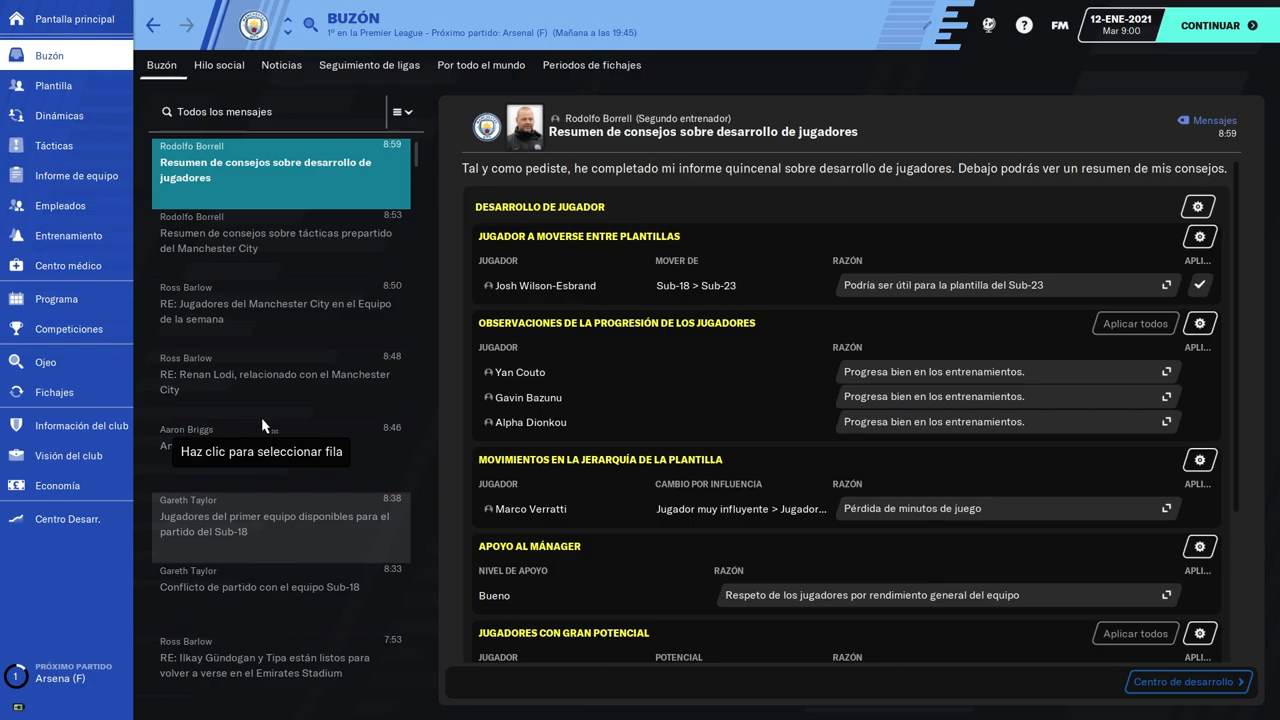 Pantalla principal
Buzón
Plantilla
Dinámicas
Tácticas
Informe de equipo
Empleados
Entrenamiento
Centro médico
Programa
Competiciones
Ojeo
Fichajes
Información del club
Visión del club
Economía
Centro Desarr.
1
PRÓXIMO PARTIDO
Arsena (F)
BUZÓN
1º en la Premier League - Próximo partido: Arsenal (F) (Mañana a las 19:45)
?
FM
12-ENE-2021
Mar 9:00
CONTINUAR
Buzón
Hilo social
Noticias
Seguimiento de ligas
Por todo el mundo
Periodos de fichajes
Todos los mensajes
Rodolfo Borrell 8:59
Resumen de consejos sobre desarrollo de
jugadores
Rodolfo Borrell 8:53
Resumen de consejos sobre tácticas prepartido
del Manchester City
Ross Barlow 8:50
RE: Jugadores del Manchester City en el Equipo
de la semana
Ross Barlow 8:48
RE: Renan Lodi, relacionado con el Manchester
City
Aaron Briggs 8:46
An
Haz clic para seleccionar fila
Gareth Taylor 8:38
Jugadores del primer equipo disponibles para el
partido del Sub-18
Gareth Taylor 8:33
Conflicto de partido con el equipo Sub-18
Ross Barlow 7:53
RE: Ilkay Gündogan y Tipa están listos para
volver a verse en el Emirates Stadium
Rodolfo Borrell (Segundo entrenador)
Resumen de consejos sobre desarrollo de jugadores
Mensajes
8:59
Tal y como pediste, he completado mi informe quincenal sobre desarrollo de jugadores. Debajo podrás ver un resumen de mis consejos.
DESARROLLO DE JUGADOR
JUGADOR A MOVERSE ENTRE PLANTILLAS
JUGADOR MOVER DE RAZÓN APLI...
Josh Wilson-Esbrand Sub-18 > Sub-23 Podría ser útil para la plantilla del Sub-23
OBSERVACIONES DE LA PROGRESIÓN DE LOS JUGADORES Aplicar todos
JUGADOR RAZÓN APLI...
Yan Couto Progresa bien en los entrenamientos.
Gavin Bazunu Progresa bien en los entrenamientos.
Alpha Dionkou Progresa bien en los entrenamientos.
MOVIMIENTOS EN LA JERARQUÍA DE LA PLANTILLA
JUGADOR CAMBIO POR INFLUENCIA RAZÓN APLI...
Marco Verratti Jugador muy influyente > Jugador... Pérdida de minutos de juego
APOYO AL MÁNAGER
NIVEL DE APOYO RAZÓN APLI...
Bueno Respeto de los jugadores por rendimiento general del equipo
JUGADORES CON GRAN POTENCIAL Aplicar todos
JUGADOR POTENCIAL RAZÓN APLI...
Centro de desarrollo